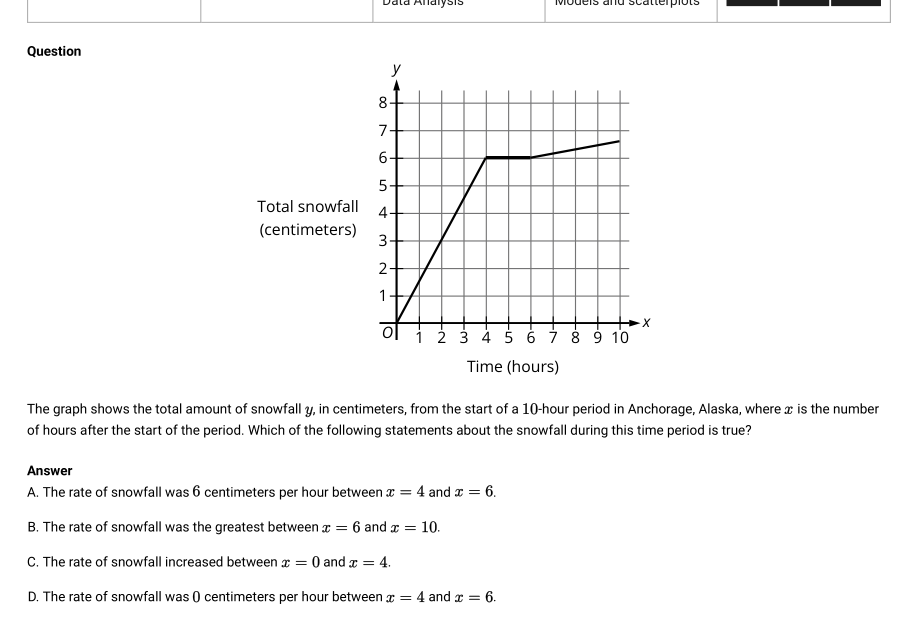 Data Analysis
Models and scatterplots
Question
y
8
7
6
5
4
3
2
1
Total snowfall
(centimeters)
O
1 2 3 4 5 6 7 8 9 10
x
Time (hours)
The graph shows the total amount of snowfall y, in centimeters, from the start of a 10-hour period in Anchorage, Alaska, where x is the number
of hours after the start of the period. Which of the following statements about the snowfall during this time period is true?
Answer
A. The rate of snowfall was 6 centimeters per hour between x = 4 and x = 6.
B. The rate of snowfall was the greatest between x = 6 and x = 10.
C. The rate of snowfall increased between x = 0 and x = 4.
D. The rate of snowfall was 0 centimeters per hour between x = 4 and x = 6.